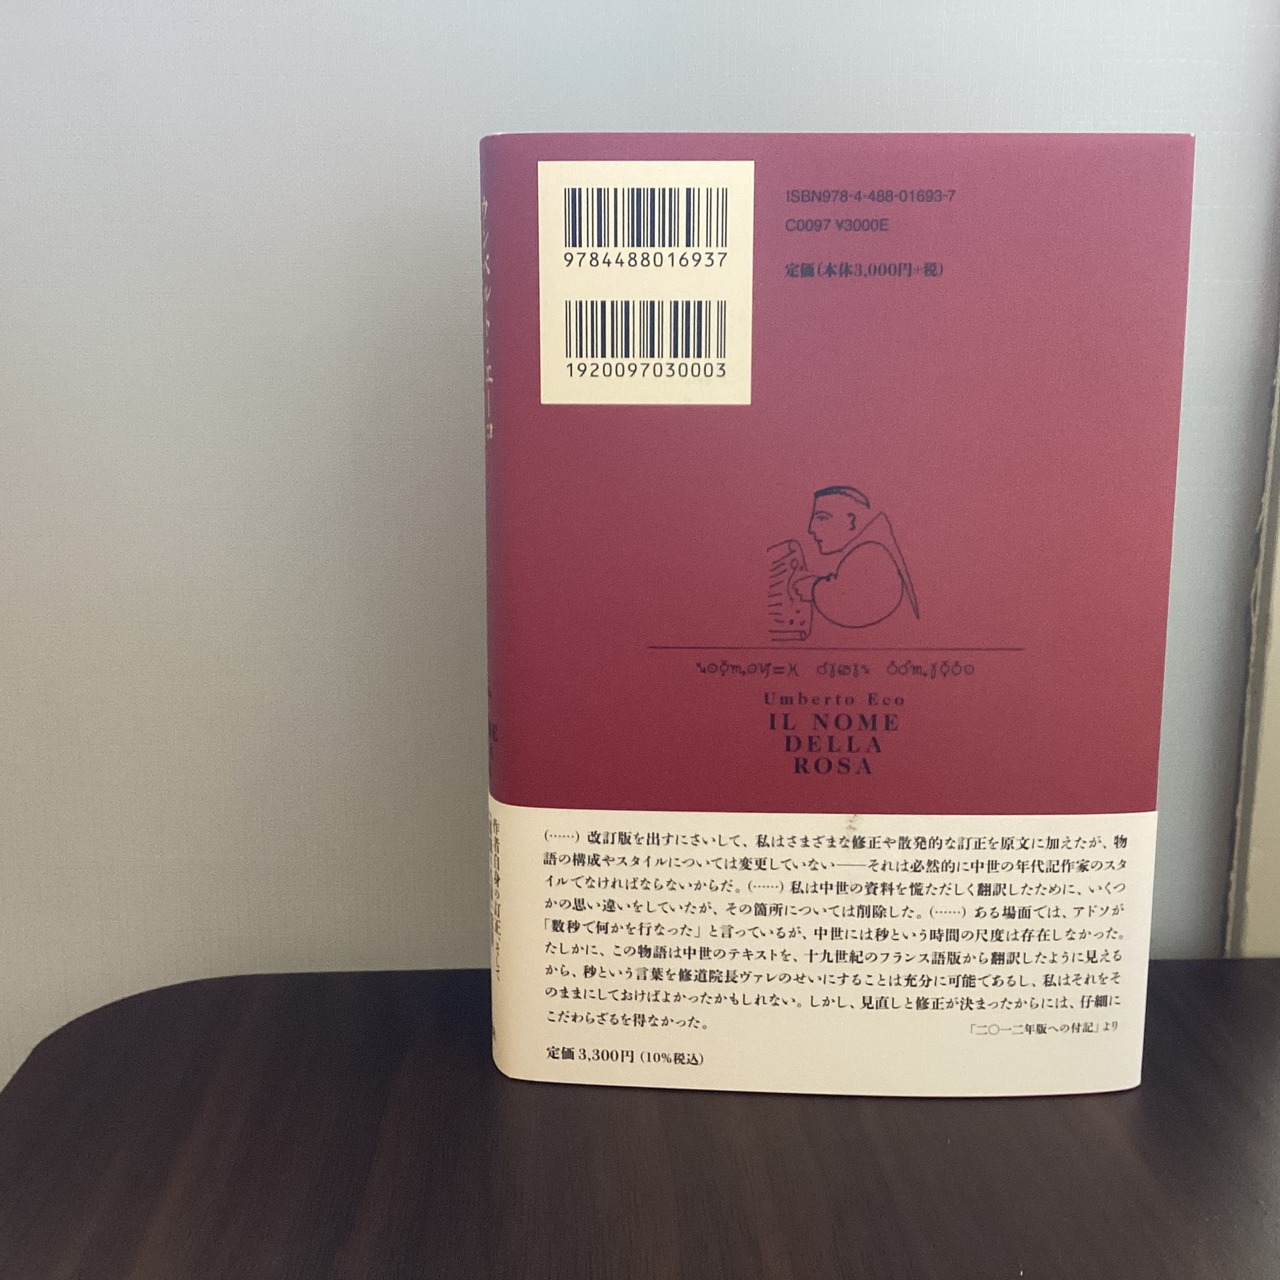 ウンベルト・エーコ
9784488016937
1920097030003
ISBN978-4-488-01693-7
C0097 ¥3000E
定価(本体3,000円+税)
Umberto Eco
IL NOME
DELLA
ROSA
(……) 改訂版を出すにさいして、私はさまざまな修正や散発的な訂正を原文に加えたが、物
語の構成やスタイルについては変更していない——それは必然的に中世の年代記作家のスタ
イルでなければならないからだ。(……) 私は中世の資料を慌ただしく翻訳したために、いくつ
かの思い違いをしていたが、その箇所については削除した。(……) ある場面では、アドソが
「数秒で何かを行なった」と言っているが、中世には秒という時間の尺度は存在しなかった。
たしかに、この物語は中世のテキストを、十九世紀のフランス語版から翻訳したように見える
から、秒という言葉を修道院長ヴァレのせいにすることは充分に可能であるし、私はそれをそ
のままにしておけばよかったかもしれない。しかし、見直しと修正が決まったからには、仔細に
こだわらざるを得なかった。
「二〇一二年版への付記」より
定価 3,300円 (10%税込)